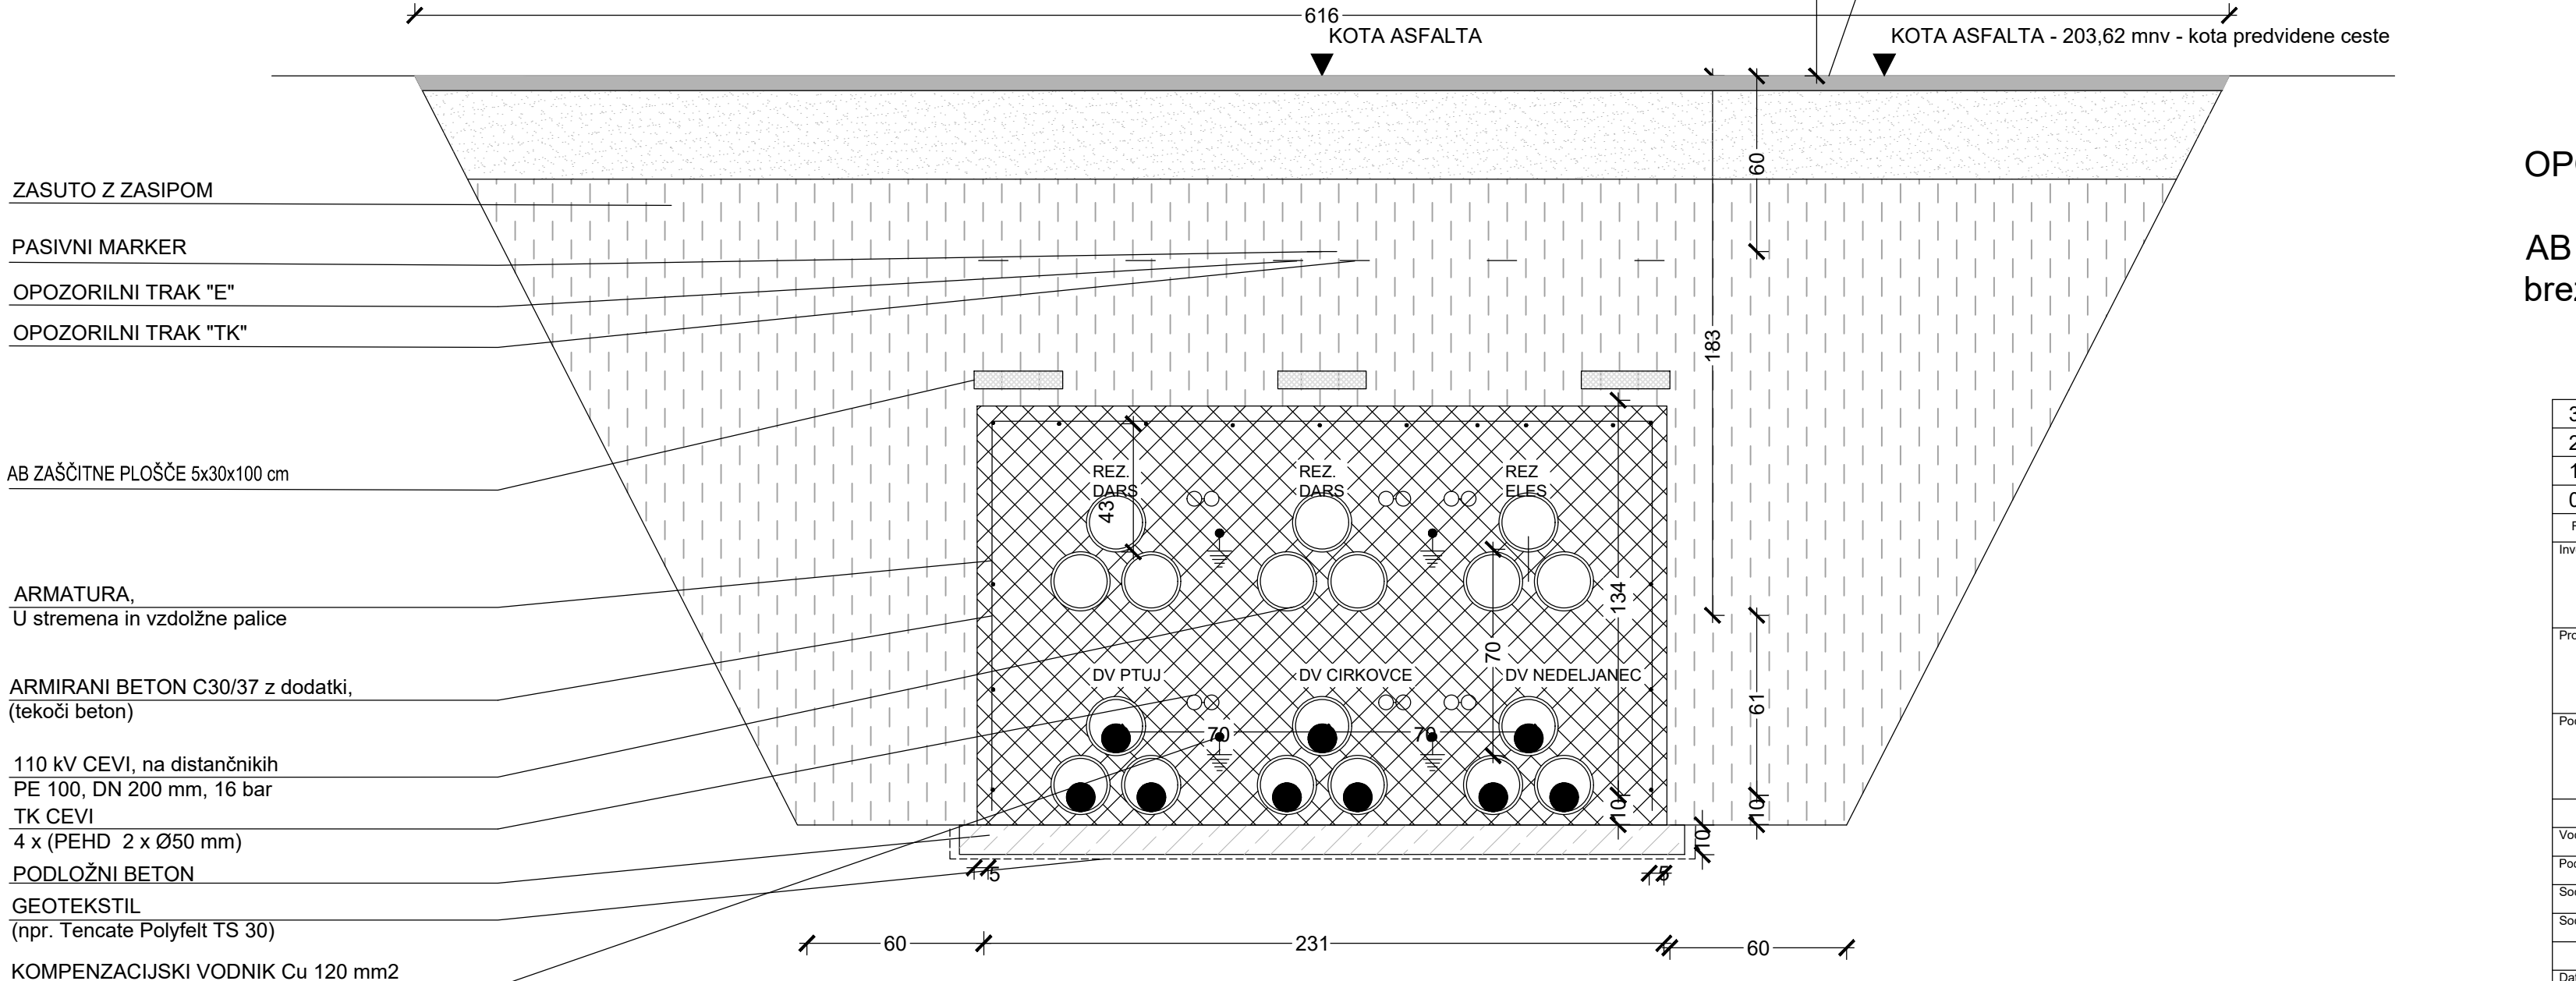 616
KOTA ASFALTA
KOTA ASFALTA - 203,62 mnv - kota predvidene ceste
60
183
ZASUTO Z ZASIPOM
PASIVNI MARKER
OPOZORILNI TRAK "E"
OPOZORILNI TRAK "TK"
AB ZAŠČITNE PLOŠČE 5x30x100 cm
ARMATURA,
U stremena in vzdolžne palice
ARMIRANI BETON C30/37 z dodatki,
(tekoči beton)
110 kV CEVI, na distančnikih
PE 100, DN 200 mm, 16 bar
TK CEVI
4 x (PEHD 2 x Ø50 mm)
PODLOŽNI BETON
GEOTEKSTIL
(npr. Tencate Polyfelt TS 30)
KOMPENZACIJSKI VODNIK Cu 120 mm2
REZ.
DARS
REZ.
DARS
REZ
ELES
43
134
70
61
DV PTUJ
DV CIRKOVCE
DV NEDELJANEC
70
70
10
10
10
5
5
60
231
60
AB
3
2
1
0